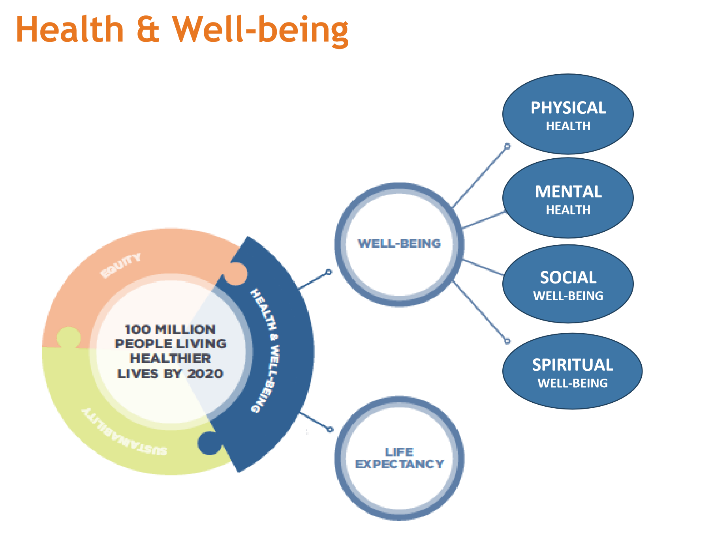 Health & Well-being
PHYSICAL
HEALTH
MENTAL
HEALTH
WELL-BEING
SOCIAL
WELL-BEING
SPIRITUAL
WELL-BEING
EQUITY
HEALTH & WELL-BEING
SUSTAINABILITY
100 MILLION
PEOPLE LIVING
HEALTHIER
LIVES BY 2020
LIFE
EXPECTANCY